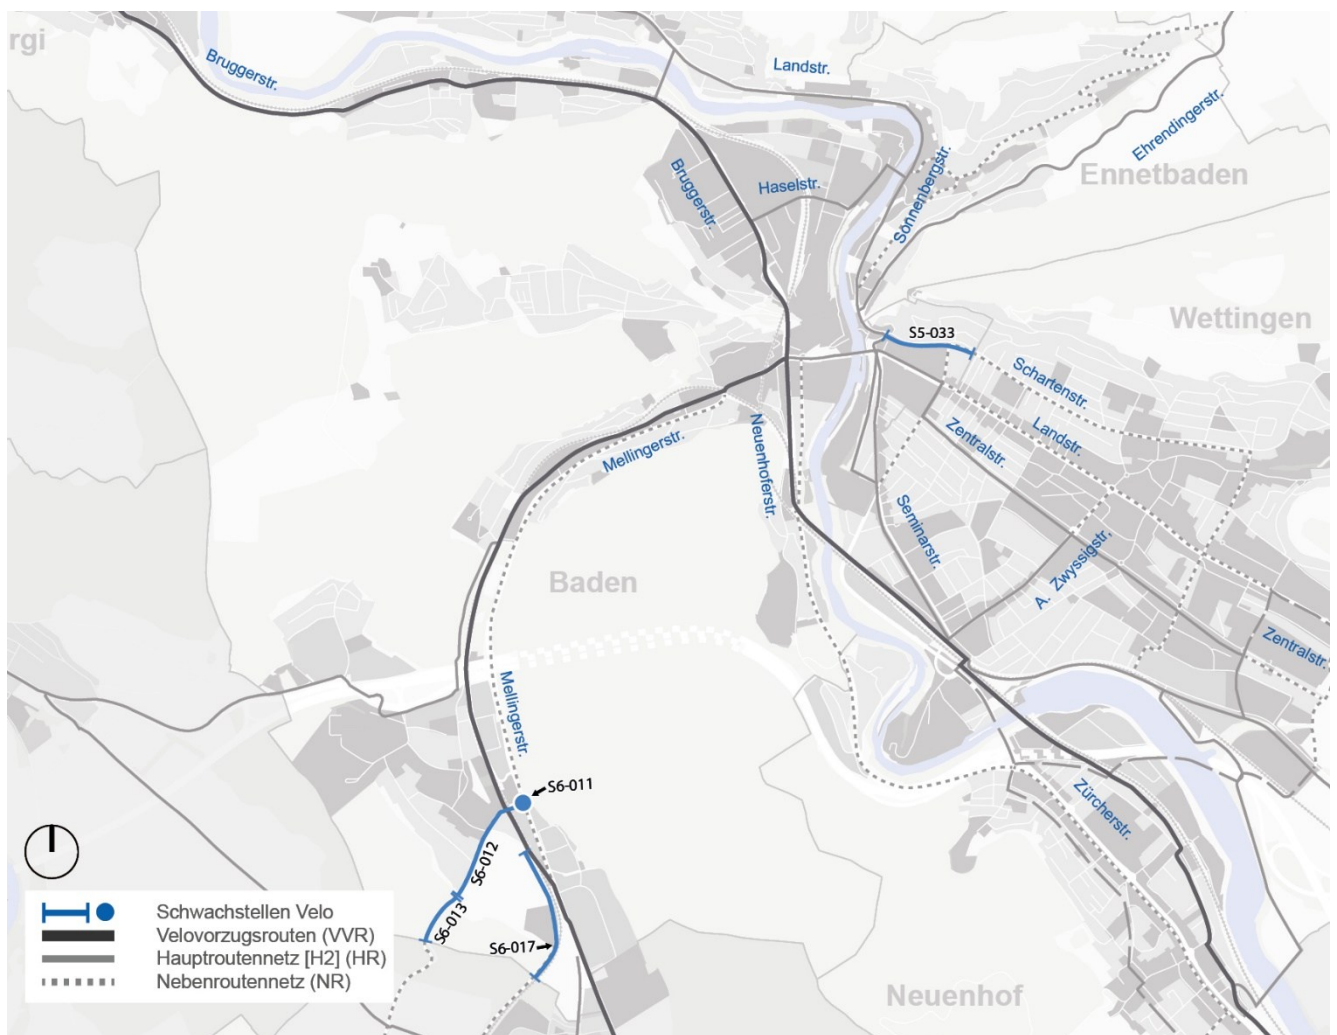 rgi
Bruggerstr.
Landstr.
Ehrendingerstr.
Ennetbaden
Sonnenbergstr.
Haselstr.
Bruggerstr.
Wettingen
S5-033
Schartenstr.
Landstr.
Zentralstr.
Mellingerstr.
Neuenhoferstr.
Seminarstr.
A. Zwyssigstr.
Baden
Zentralstr.
Mellingerstr.
S6-011
Zürcherstr.
S6-012
S6-013
S6-017
Neuenhof
Schwachstellen Velo
Velovorzugsrouten (VVR)
Hauptroutennetz [H2] (HR)
Nebenroutennetz (NR)